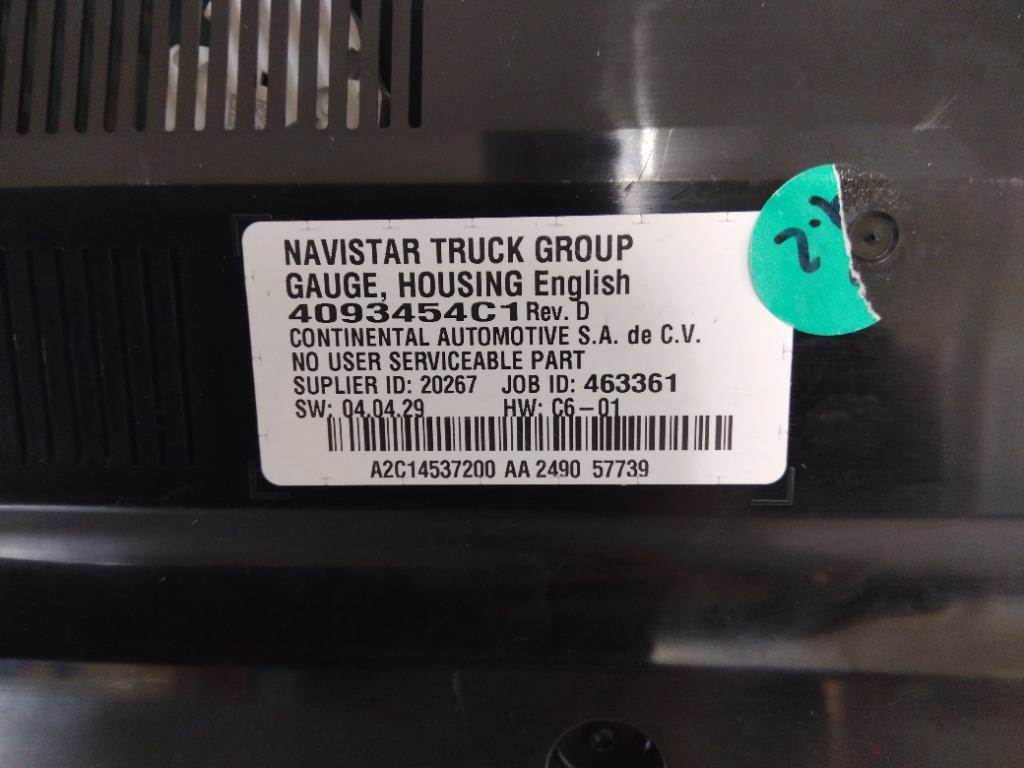 NAVISTAR TRUCK GROUP
GAUGE, HOUSING English
4093454C1 Rev. D
CONTINENTAL AUTOMOTIVE S.A. de C.V.
NO USER SERVICEABLE PART
SUPLIER ID: 20267 JOB ID: 463361
SW: 04.04.29 HW: C6-01
A2C14537200 AA 2490 57739